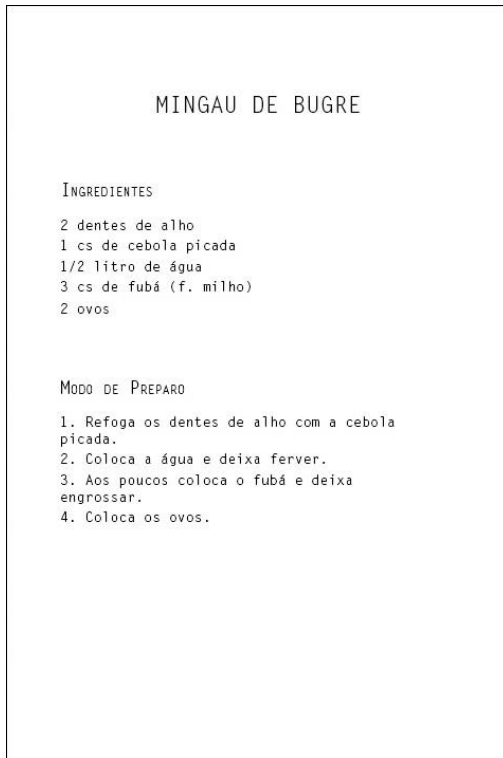 MINGAU DE BUGRE
INGREDIENTES
2 dentes de alho
1 cs de cebola picada
1/2 litro de água
3 cs de fubá (f. milho)
2 ovos
MODO DE PREPARO
1. Refoga os dentes de alho com a cebola
picada.
2. Coloca a água e deixa ferver.
3. Aos poucos coloca o fubá e deixa
engrossar.
4. Coloca os ovos.